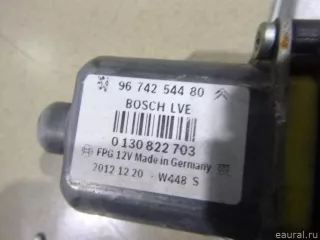 96 742 544 80
BOSCH LVE
0 130 822 703
FPG 12V Made in Germany
2012 12 20 - W448 S
eaural.ru